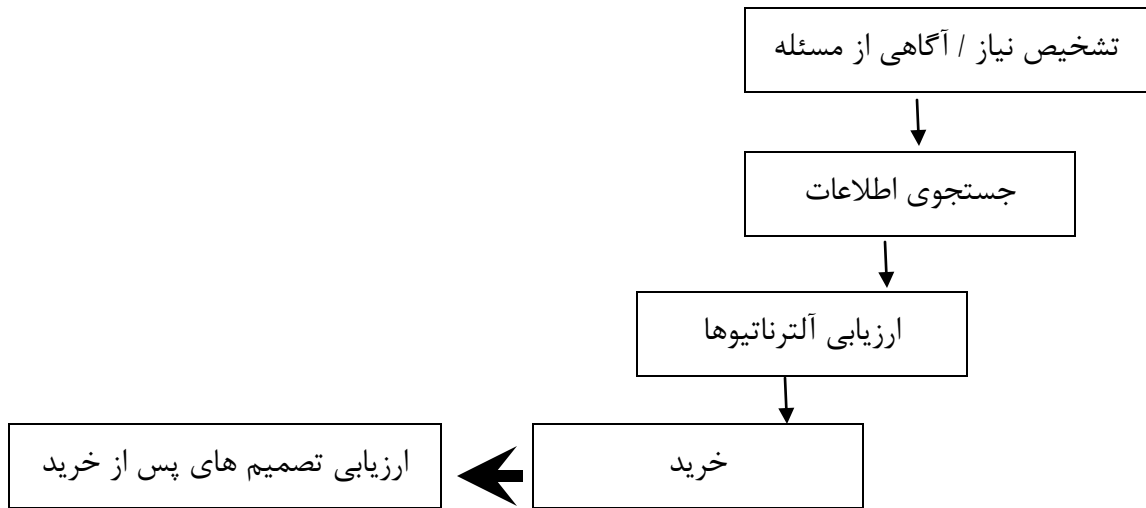 تشخیص نیاز / آگاهی از مسئله
جستجوی اطلاعات
ارزیابی آلترناتیوها
خرید
ارزیابی تصمیم های پس از خرید